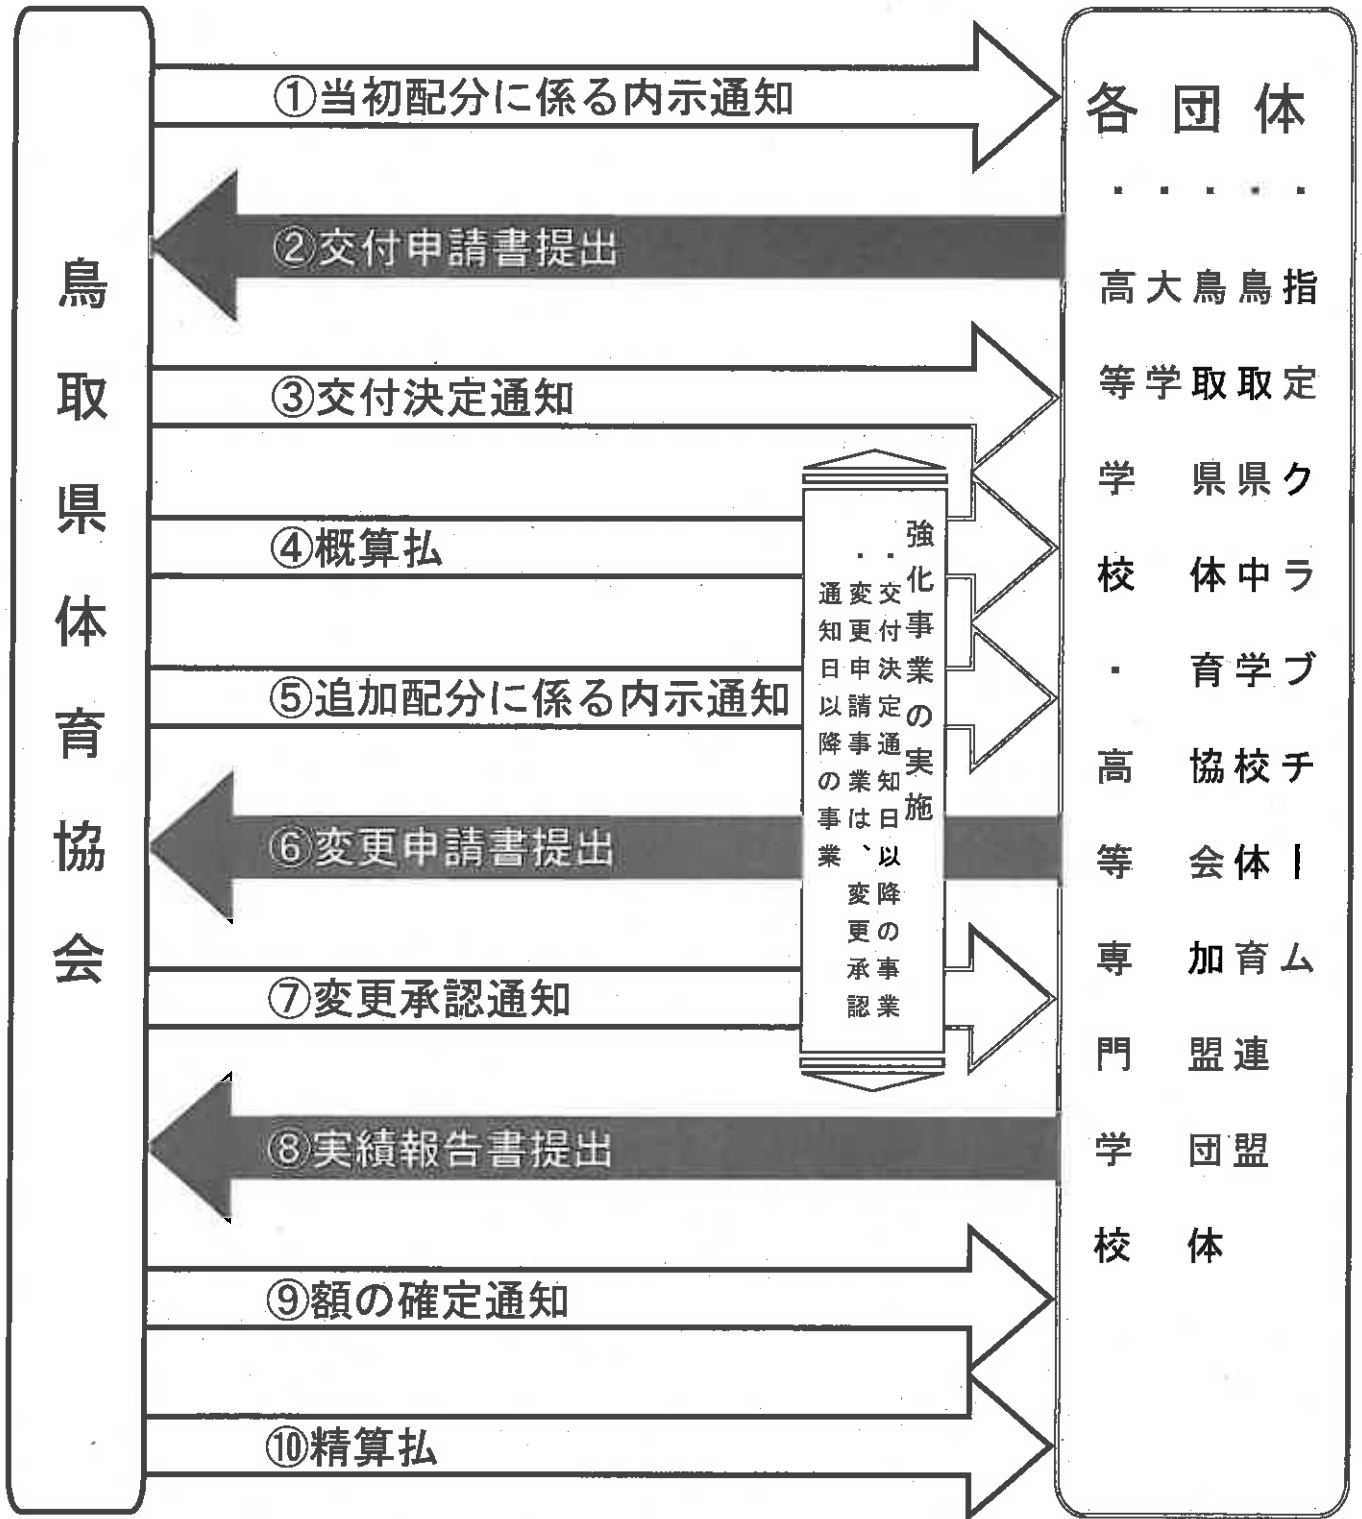 鳥取県体育協会
①当初配分に係る内示通知
②交付申請書提出
③交付決定通知
④概算払
⑤追加配分に係る内示通知
⑥変更申請書提出
⑦変更承認通知
⑧実績報告書提出
⑨額の確定通知
⑩精算払
強化事業の実施
・交付決定通知日以降の事業
・変更申請事業は、変更承認
通知日以降の事業
各団体
・指定クラブチーム
・鳥取県中学校体育連盟
・鳥取県体育協会加盟団体
・大学
・高等学校・高等専門学校